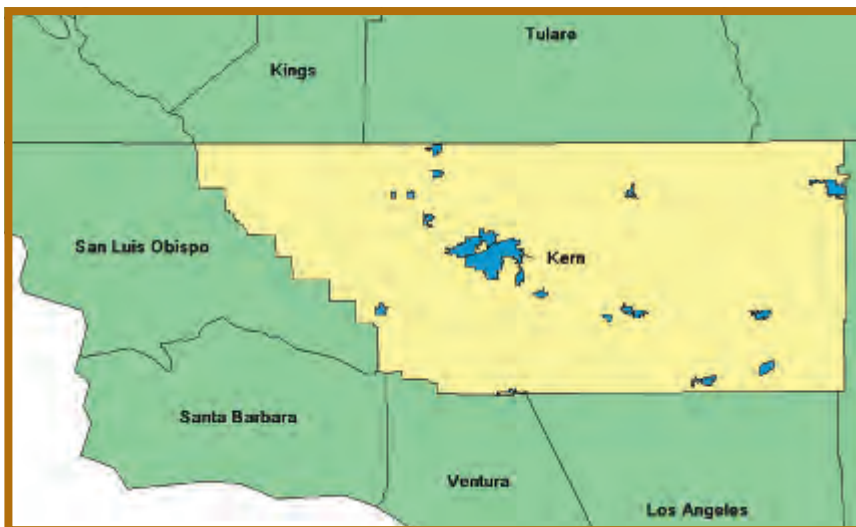 Tulare
Kings
San Luis Obispo
Kern
Santa Barbara
Ventura
Los Angeles